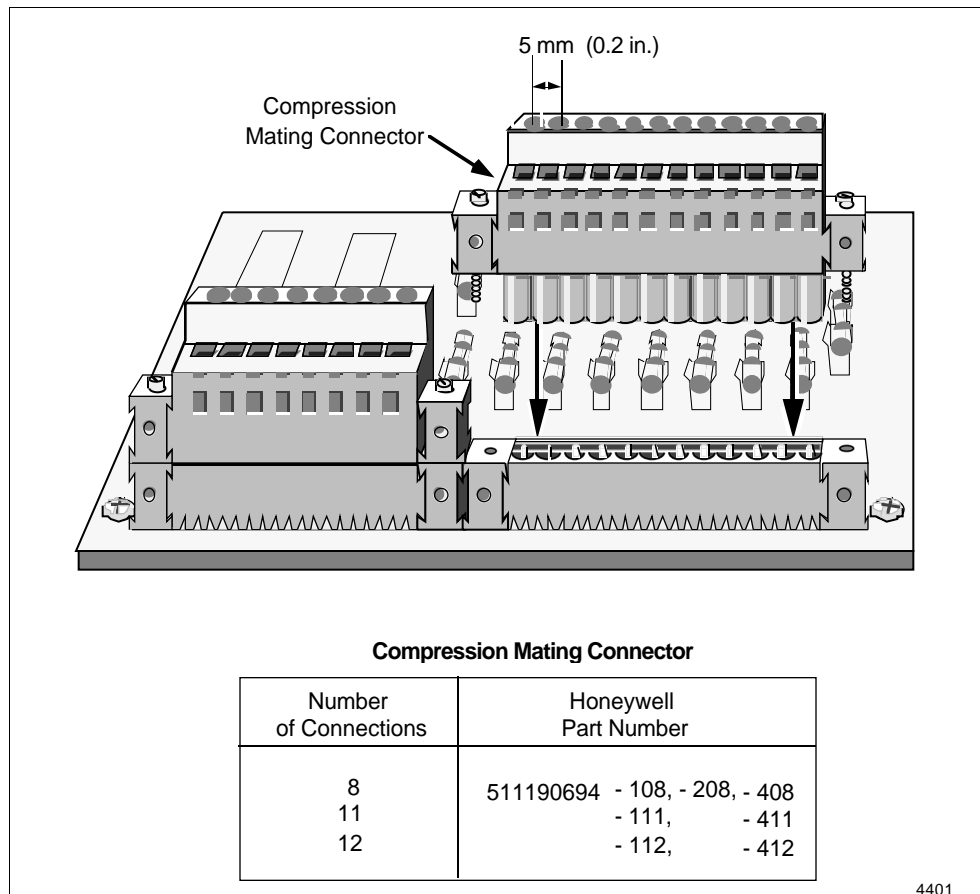 5 mm (0.2 in.)
Compression
Mating Connector
Compression Mating Connector
Number
of Connections
Honeywell
Part Number
8 511190694 - 108, - 208, - 408
11 - 111, - 411
12 - 112, - 412
4401